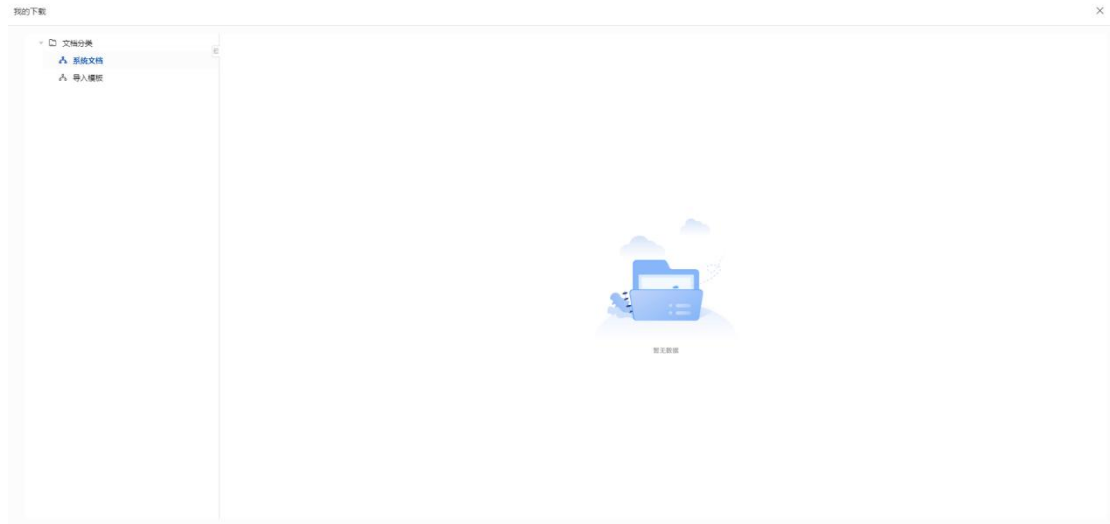 我的下载
文档分类
系统文档
导入模板
暂无数据